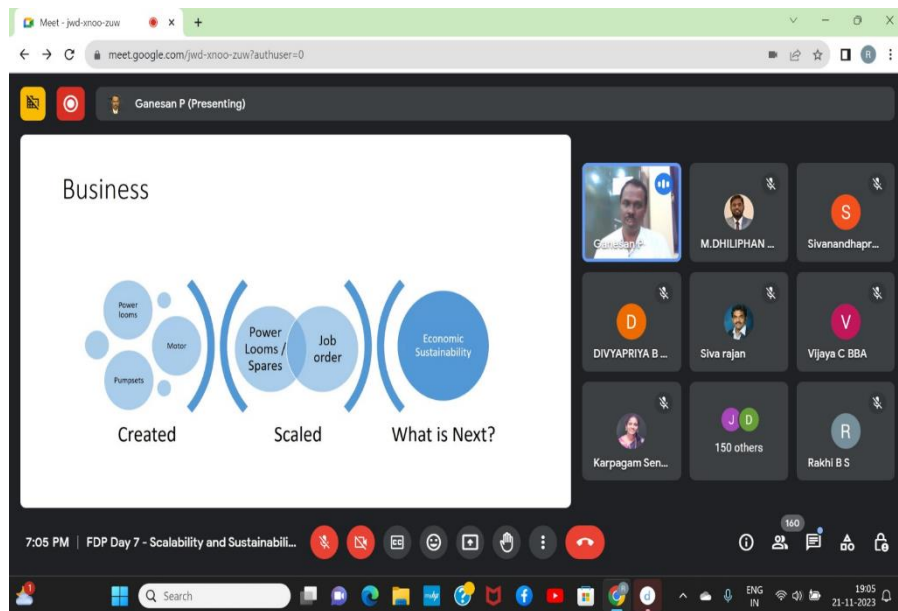 Meet - jwd-xnoo-zuw
meet.google.com/jwd-xnoo-zuw?authuser=0
R
Ganesan P (Presenting)
Business
Power
looms
Motor
Pumpsets
Power
Looms /
Spares
Job
order
Economic
Sustainability
Created
Scaled
What is Next?
Ganesan P
M.DHILIPHAN ...
S
Sivanandhapr...
D
DIVYAPRIYA B ...
Siva rajan
V
Vijaya C BBA
Karpagam Sen...
J D
150 others
R
Rakhi B S
7:05 PM | FDP Day 7 - Scalability and Sustainabili...
CC
160
Search
d
ENG
IN
19:05
21-11-2023